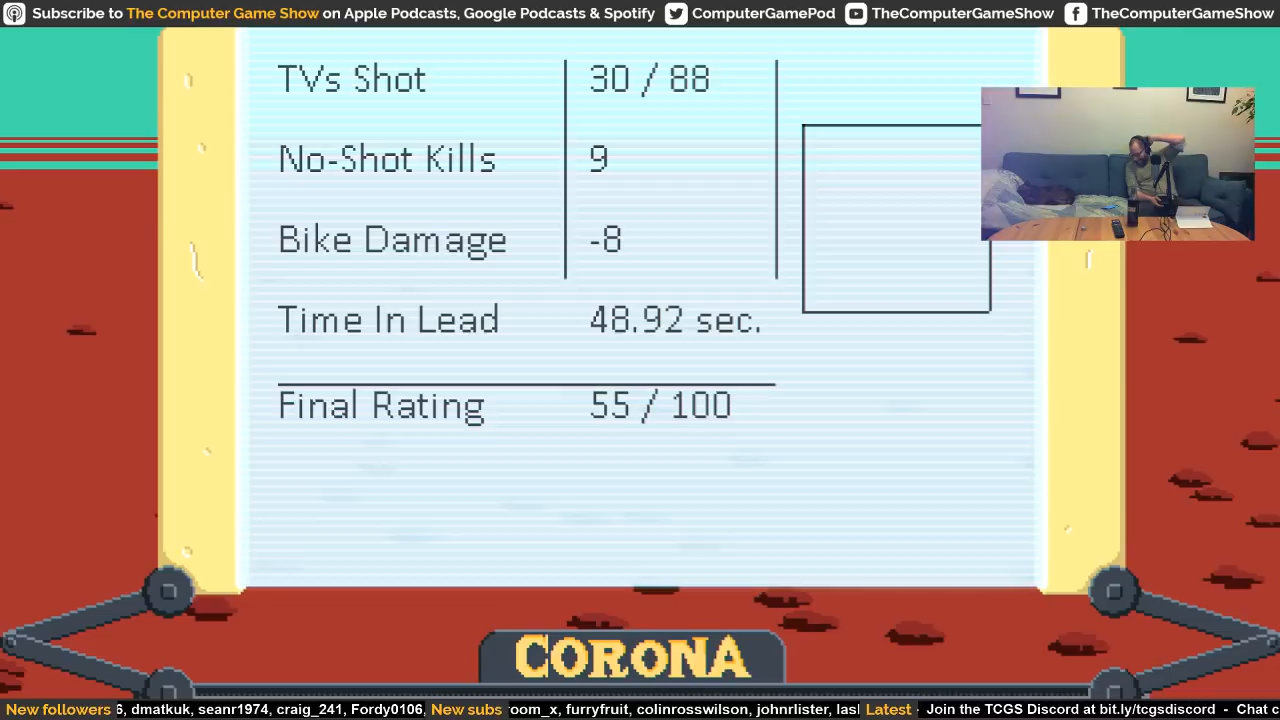 Subscribe to The Computer Game Show on Apple Podcasts, Google Podcasts & Spotify ComputerGamePod TheComputerGameShow TheComputerGameShow
TVs Shot 30 / 88
No-Shot Kills 9
Bike Damage -8
Time In Lead 48.92 sec.
Final Rating 55 / 100
CORONA
New followers 6, dmatkuk, seanr1974, craig_241, Fordy0106, New subs oom_x, furryfruit, colinrosswilson, johnrlister, las Latest - Join the TCGS Discord at bit.ly/tcgsdiscord - Chat c